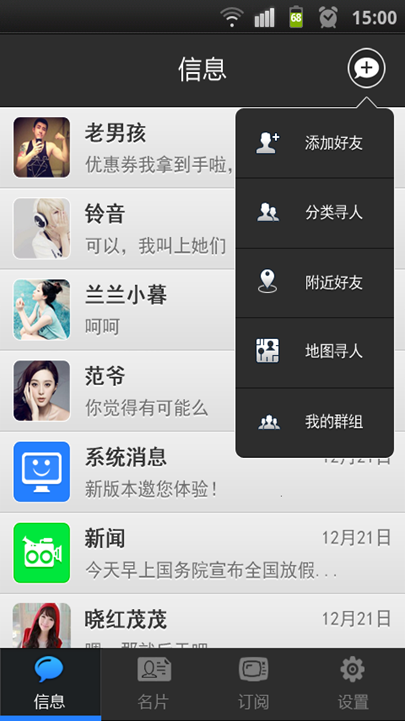 68
15:00
信息
添加好友
分类寻人
附近好友
地图寻人
我的群组
老男孩
优惠券我拿到手啦,
铃音
可以，我叫上她们
兰兰小暮
呵呵
范爷
你觉得有可能么
系统消息
12月21日
新版本邀您体验！
新闻
12月21日
今天早上国务院宣布全国放假...
晓红茂茂
12月21日
信息
名片
订阅
设置